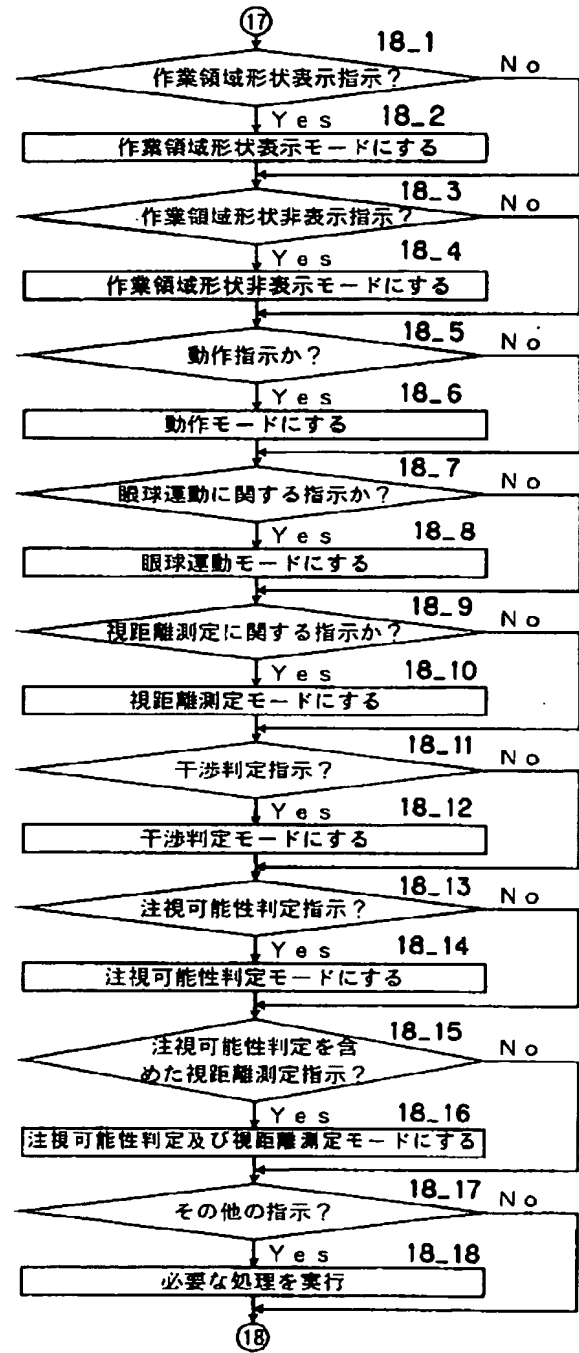 17
18_1
作業領域形状表示指示？
No
Yes
18_2
作業領域形状表示モードにする
18_3
作業領域形状非表示指示？
No
Yes
18_4
作業領域形状非表示モードにする
18_5
動作指示か？
No
Yes
18_6
動作モードにする
18_7
眼球運動に関する指示か？
No
Yes
18_8
眼球運動モードにする
18_9
視距離測定に関する指示か？
No
Yes
18_10
視距離測定モードにする
18_11
干渉判定指示？
No
Yes
18_12
干渉判定モードにする
18_13
注視可能性判定指示？
No
Yes
18_14
注視可能性判定モードにする
18_15
注視可能性判定を含
めた視距離測定指示？
No
Yes
18_16
注視可能性判定及び視距離測定モードにする
18_17
その他の指示？
No
Yes
18_18
必要な処理を実行
18